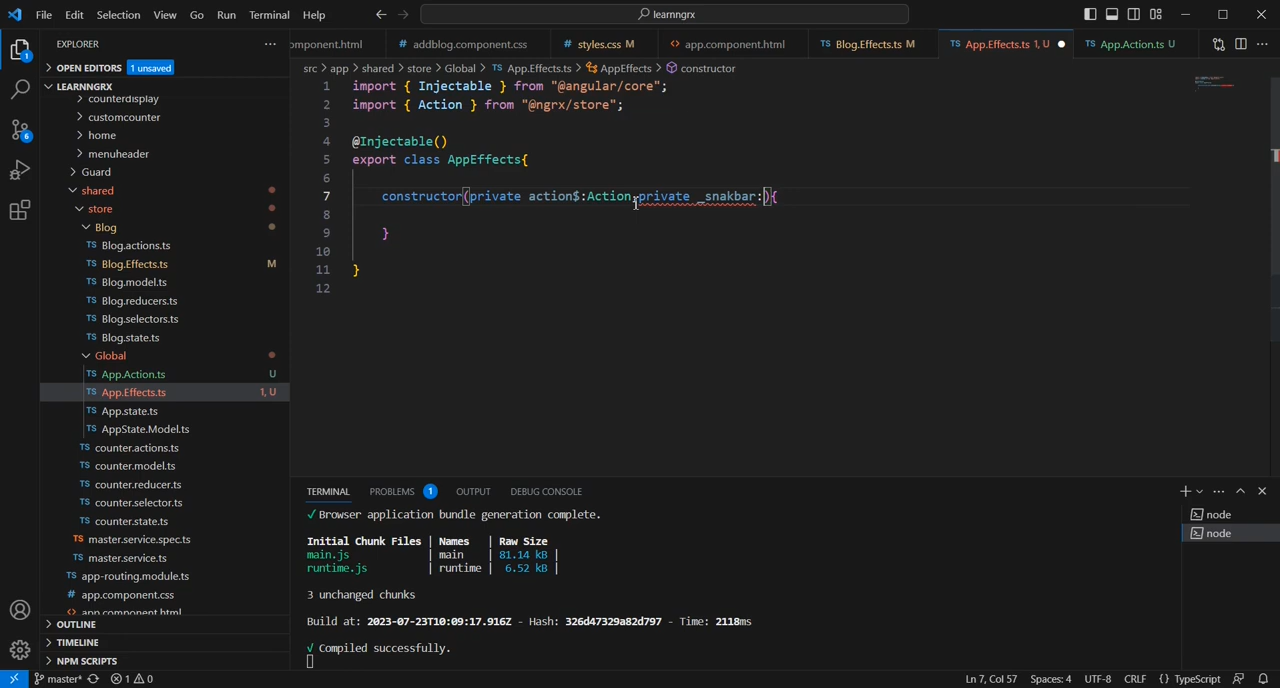 File Edit Selection View Go Run Terminal Help
learnngrx
EXPLORER
omponent.html
addblog.component.css
styles.css M
app.component.html
Blog.Effects.ts M
App.Effects.ts 1, U
App.Action.ts U
OPEN EDITORS 1 unsaved
LEARNNGRX
counterdisplay
customcounter
home
menuheader
Guard
shared
store
Blog
Blog.actions.ts
Blog.Effects.ts M
Blog.model.ts
Blog.reducers.ts
Blog.selectors.ts
Blog.state.ts
Global
App.Action.ts U
App.Effects.ts 1, U
App.state.ts
AppState.Model.ts
counter.actions.ts
counter.model.ts
counter.reducer.ts
counter.selector.ts
counter.state.ts
master.service.spec.ts
master.service.ts
app-routing.module.ts
app.component.css
app.component.html
OUTLINE
TIMELINE
NPM SCRIPTS
src > app > shared > store > Global > App.Effects.ts > AppEffects > constructor
1 import { Injectable } from "@angular/core";
2 import { Action } from "@ngrx/store";
3
4 @Injectable()
5 export class AppEffects{
6
7 constructor(private action$:Action,private _snakbar:){
8
9 }
10
11 }
12
TERMINAL PROBLEMS 1 OUTPUT DEBUG CONSOLE
√ Browser application bundle generation complete.
Initial Chunk Files | Names | Raw Size
main.js | main | 81.14 kB |
runtime.js | runtime | 6.52 kB |
3 unchanged chunks
Build at: 2023-07-23T10:09:17.916Z - Hash: 326d47329a82d797 - Time: 2118ms
√ Compiled successfully.
node
node
master* 1 0
Ln 7, Col 57 Spaces: 4 UTF-8 CRLF {} TypeScript